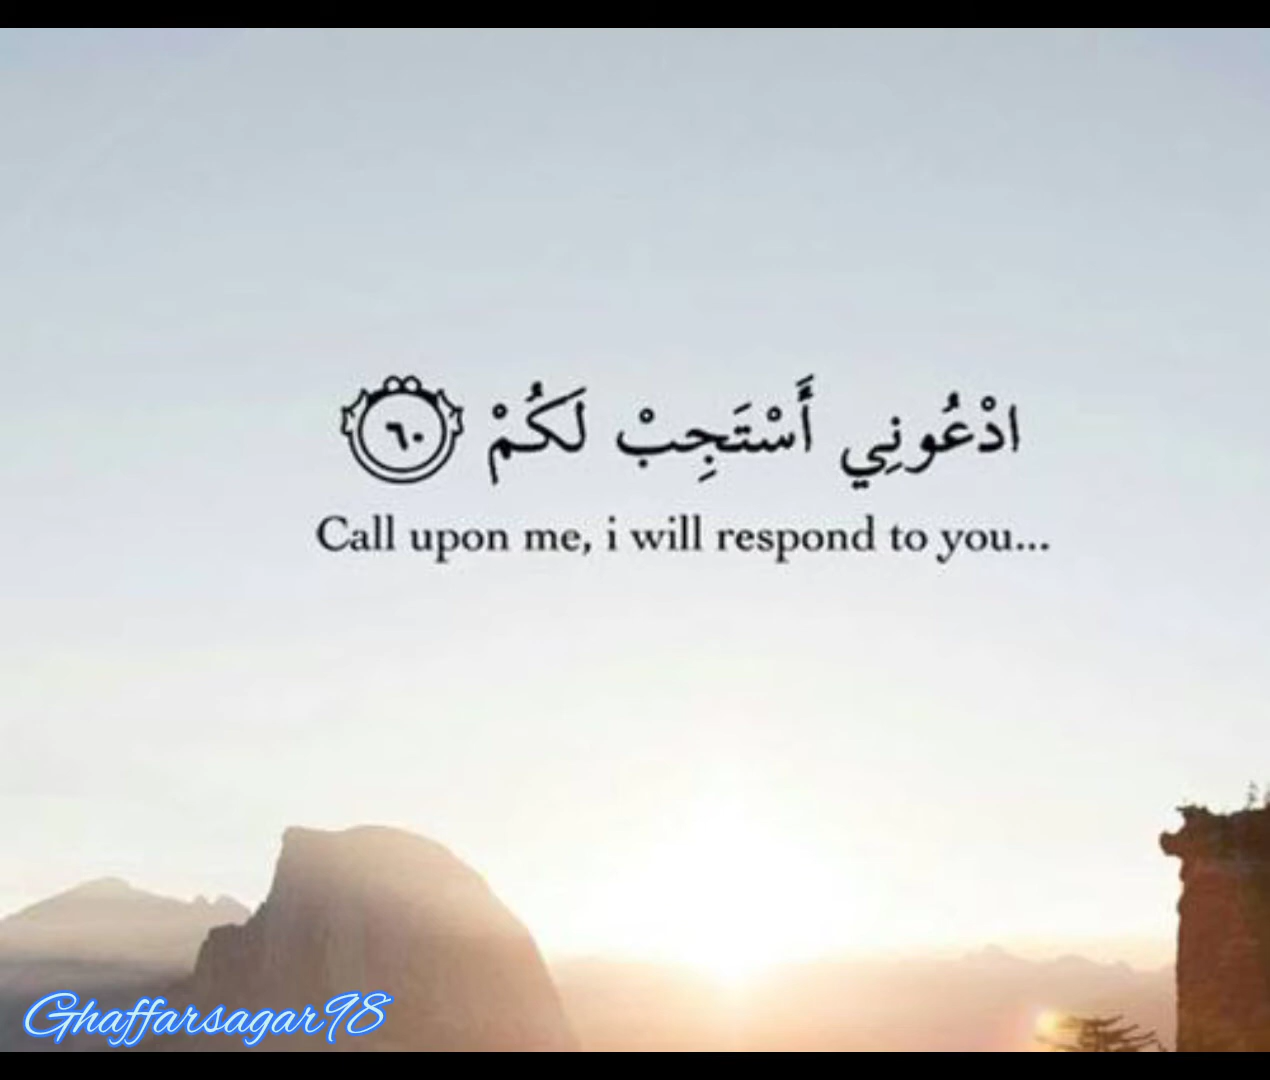 ادْعُونِي أَسْتَجِبْ لَكُمْ ٦٠
Call upon me, i will respond to you...
Ghaffarsagar98